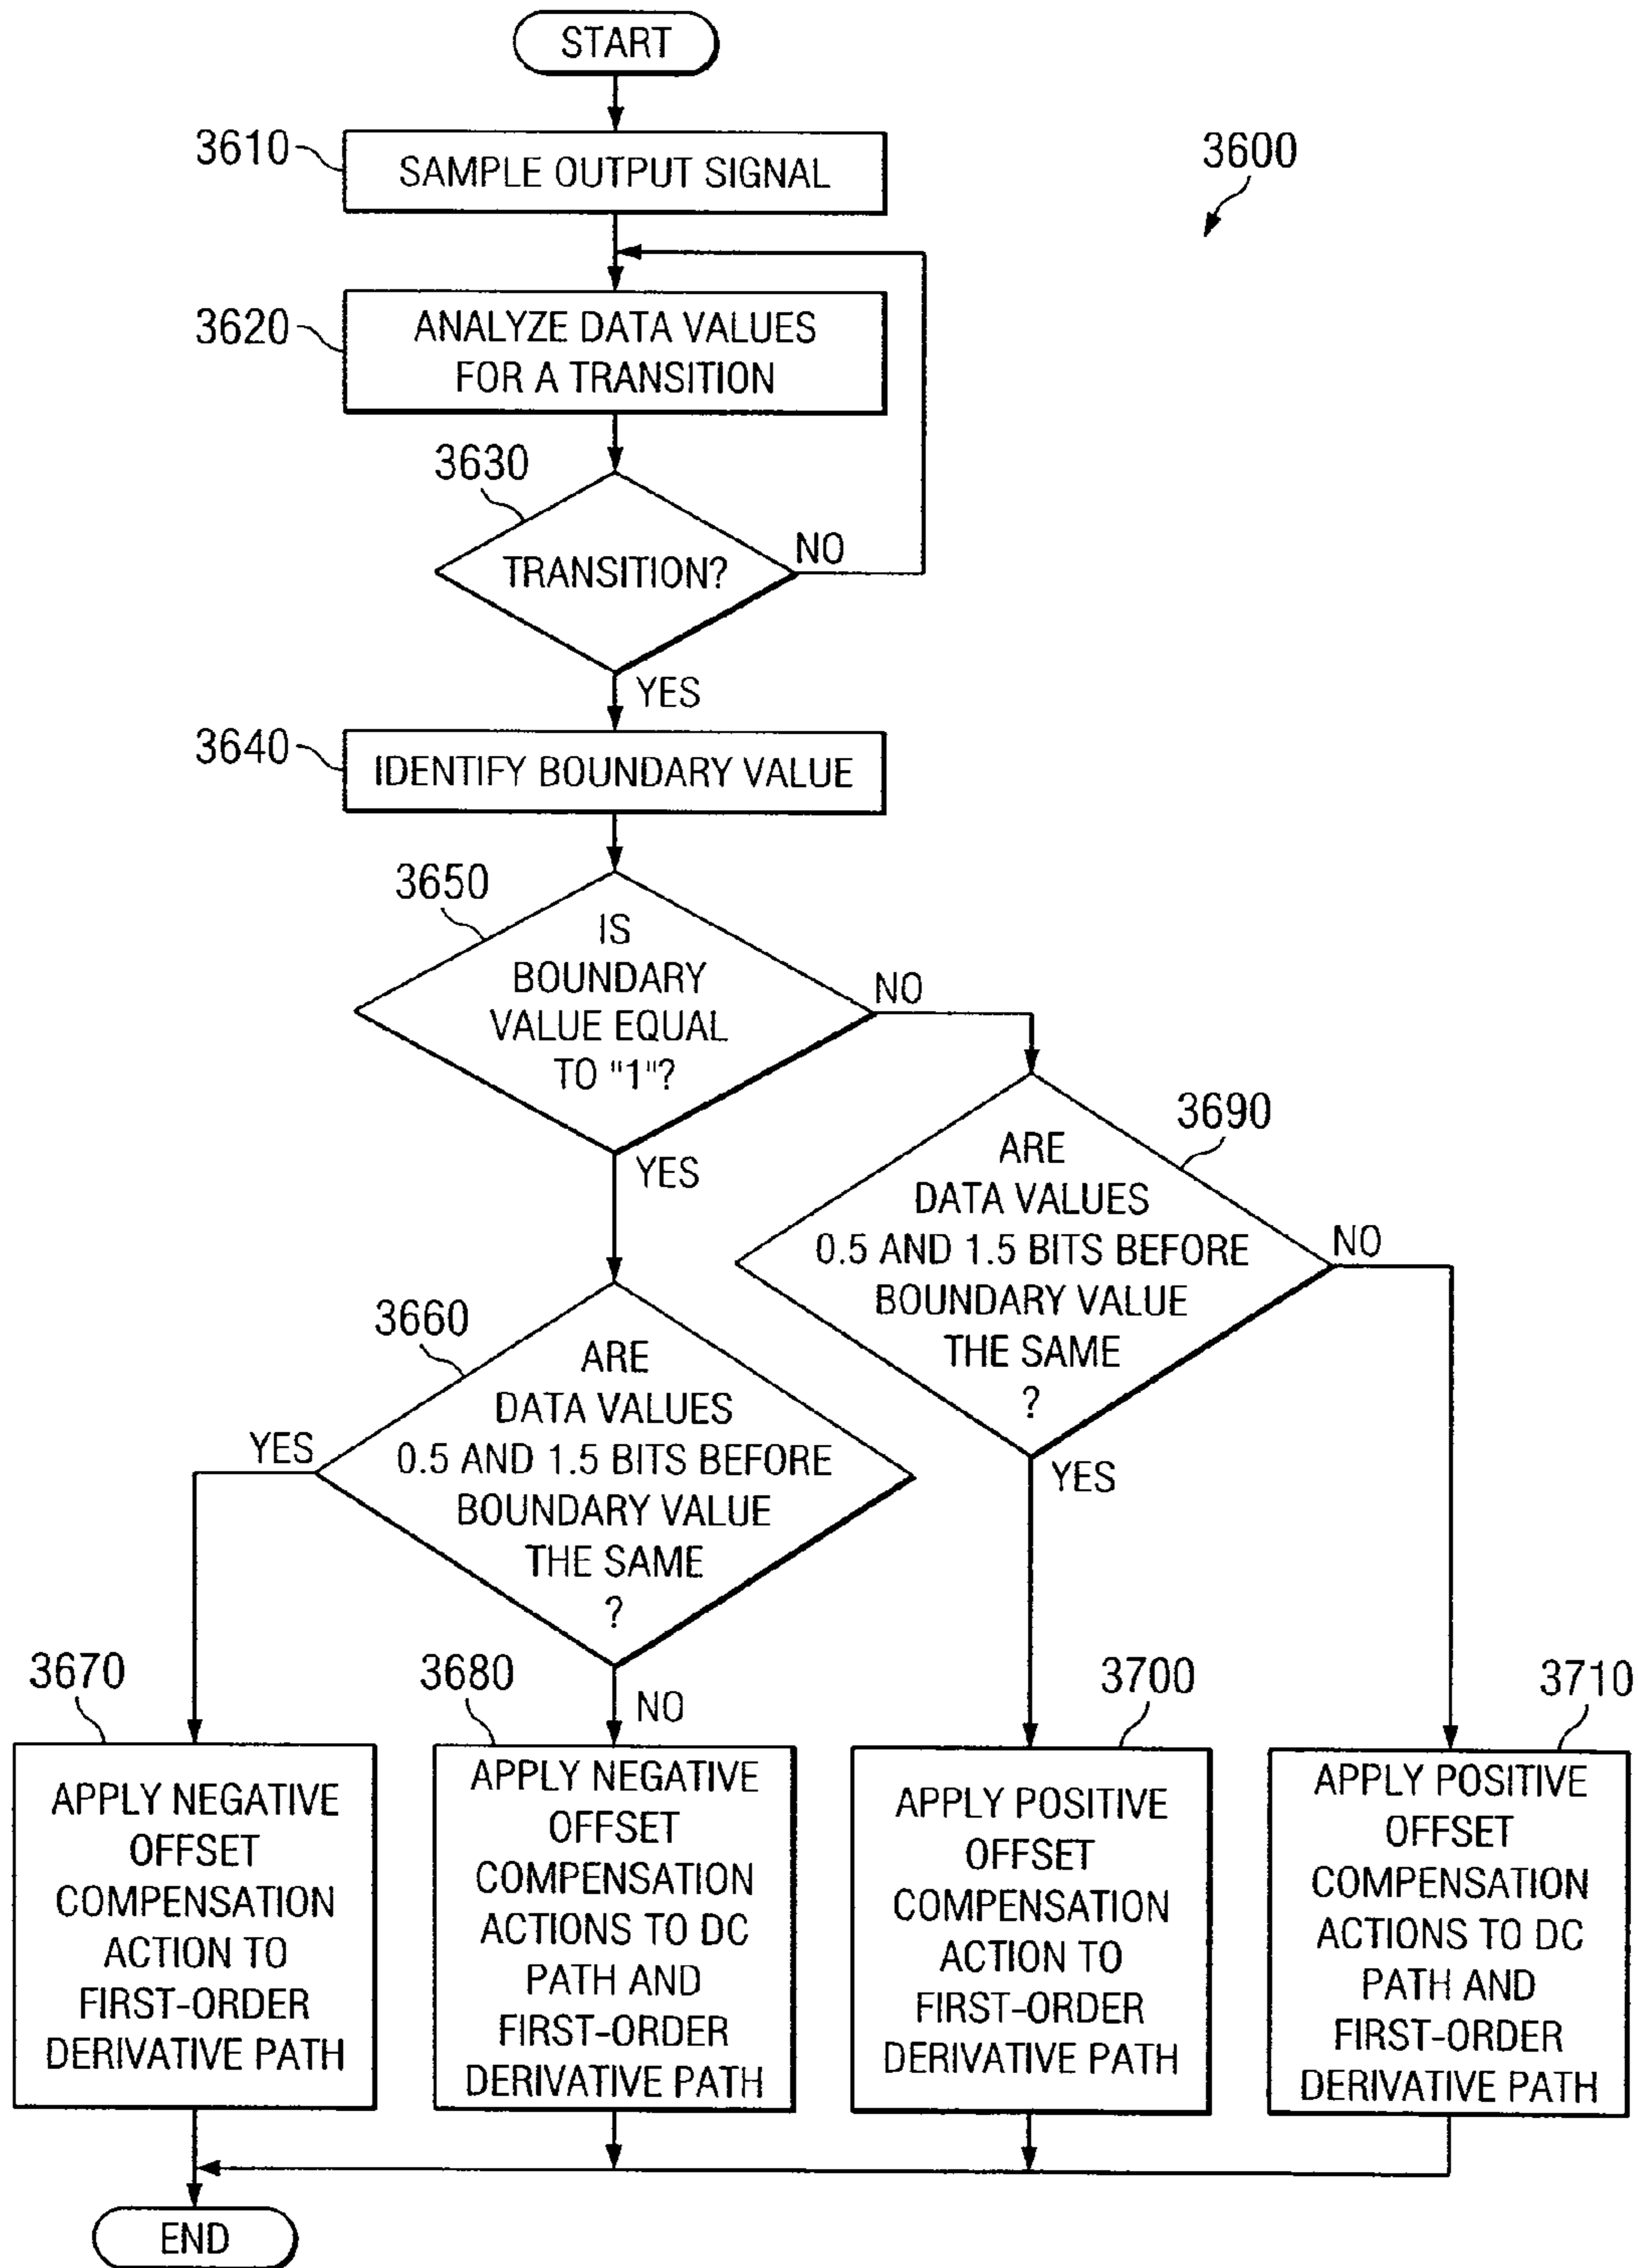 START
3610
SAMPLE OUTPUT SIGNAL
3600
3620
ANALYZE DATA VALUES
FOR A TRANSITION
3630
TRANSITION?
NO
YES
3640
IDENTIFY BOUNDARY VALUE
3650
IS
BOUNDARY
VALUE EQUAL
TO "1"?
NO
YES
3690
ARE
DATA VALUES
0.5 AND 1.5 BITS BEFORE
BOUNDARY VALUE
THE SAME
?
NO
YES
3660
ARE
DATA VALUES
0.5 AND 1.5 BITS BEFORE
BOUNDARY VALUE
THE SAME
?
YES
NO
3670
APPLY NEGATIVE
OFFSET
COMPENSATION
ACTION TO
FIRST-ORDER
DERIVATIVE PATH
3680
APPLY NEGATIVE
OFFSET
COMPENSATION
ACTIONS TO DC
PATH AND
FIRST-ORDER
DERIVATIVE PATH
3700
APPLY POSITIVE
OFFSET
COMPENSATION
ACTION TO
FIRST-ORDER
DERIVATIVE PATH
3710
APPLY POSITIVE
OFFSET
COMPENSATION
ACTIONS TO DC
PATH AND
FIRST-ORDER
DERIVATIVE PATH
END